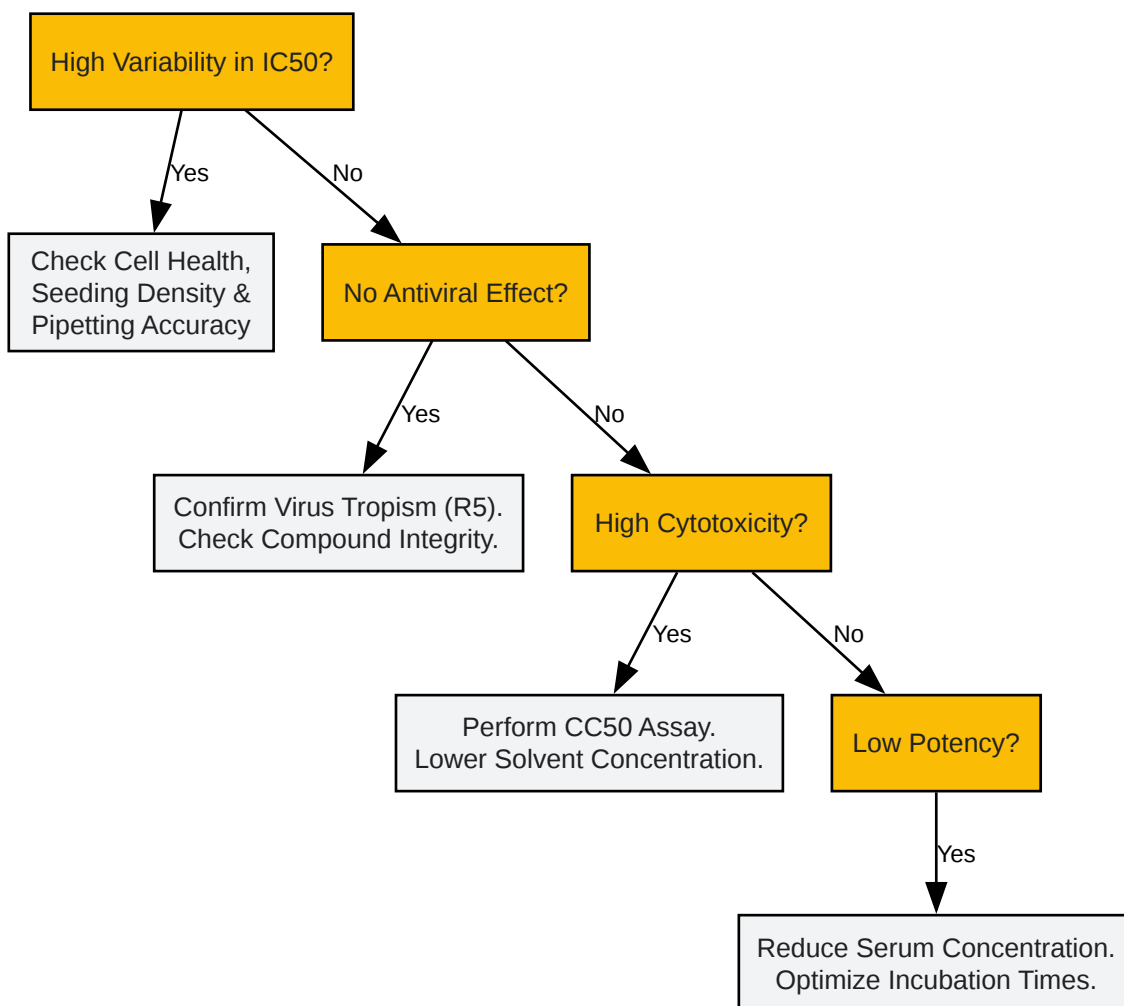 High Variability in IC50?
Yes
No
Check Cell Health,
Seeding Density &
Pipetting Accuracy
No Antiviral Effect?
Yes
No
Confirm Virus Tropism (R5).
Check Compound Integrity.
High Cytotoxicity?
Yes
No
Perform CC50 Assay.
Lower Solvent Concentration.
Low Potency?
Yes
Reduce Serum Concentration.
Optimize Incubation Times.